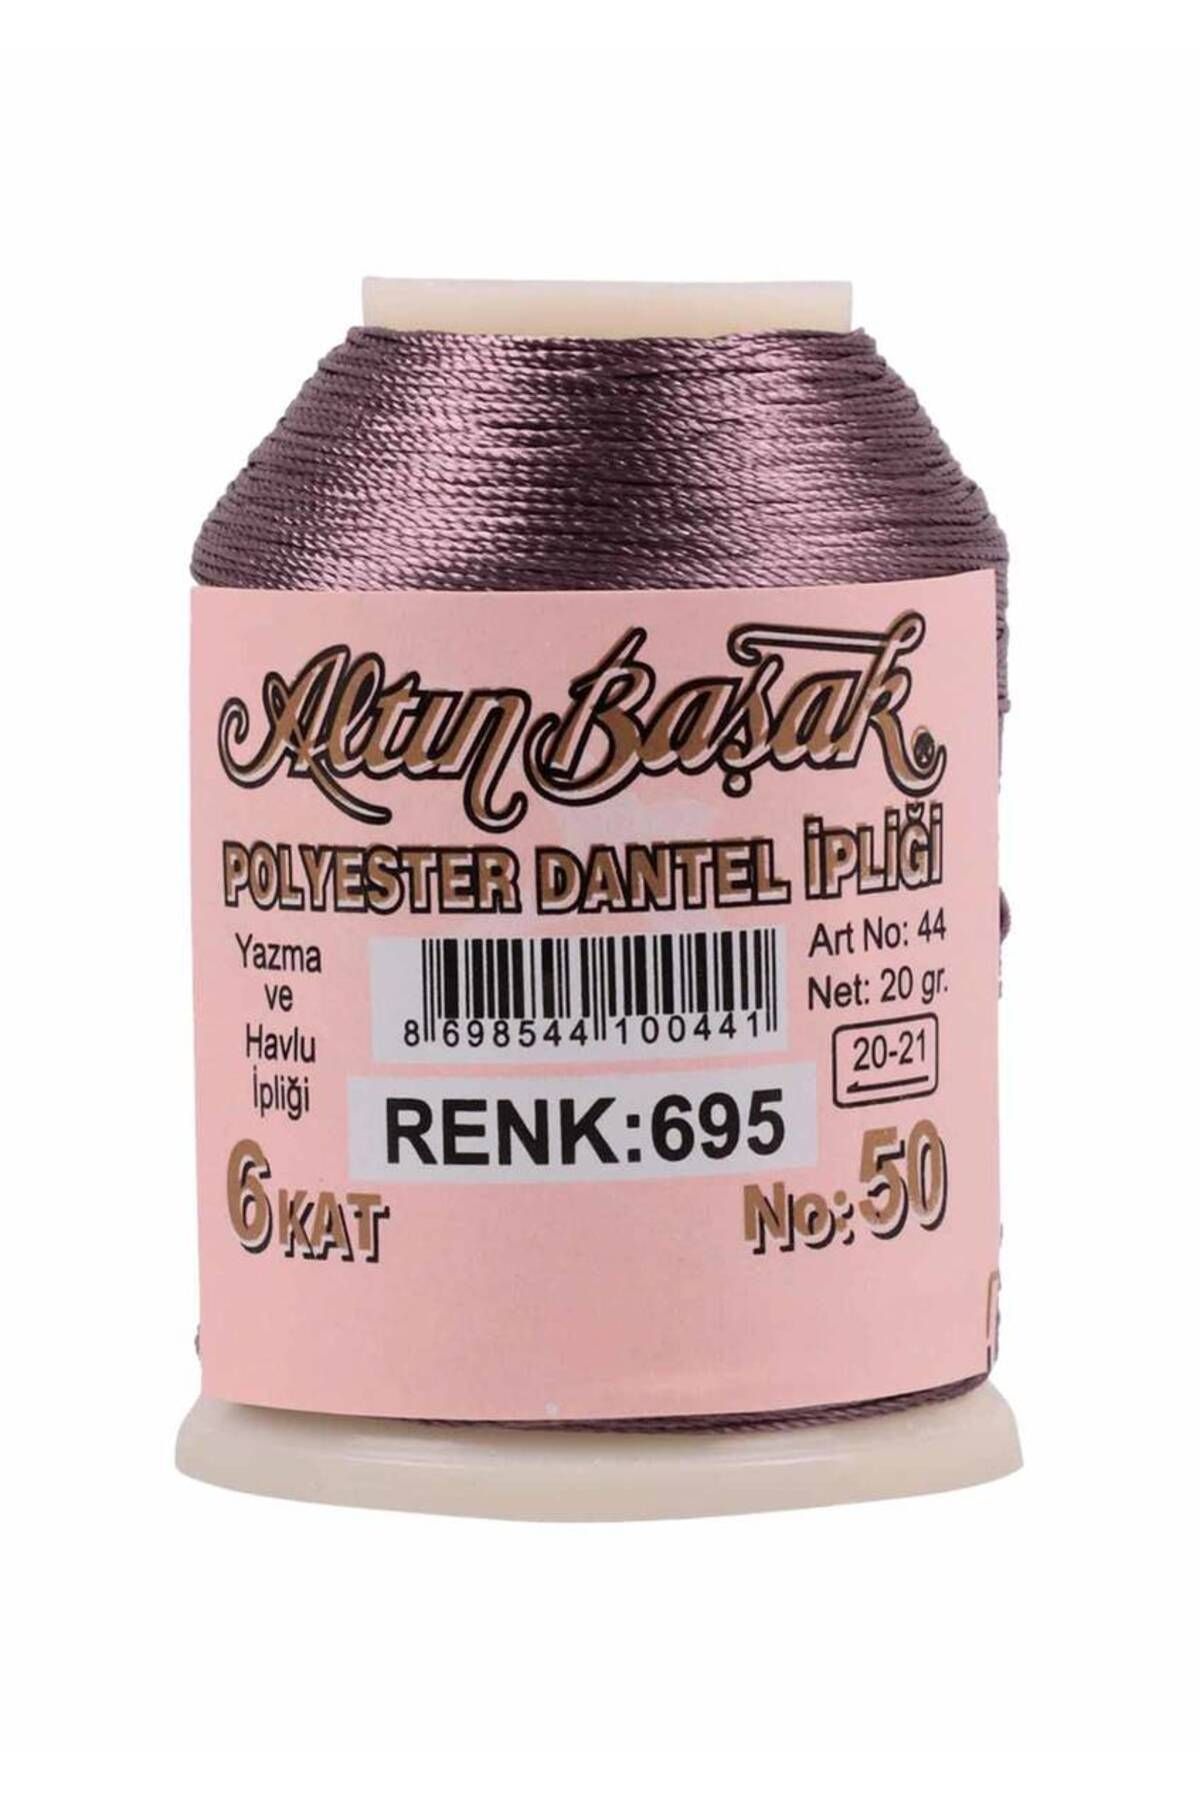 Altın Başak®
POLYESTER DANTEL İPLİĞİ
Yazma
ve
Havlu
İpliği
8 698544 100441
Art No: 44
Net: 20 gr.
20-21
RENK:695
6 KAT
No: 50